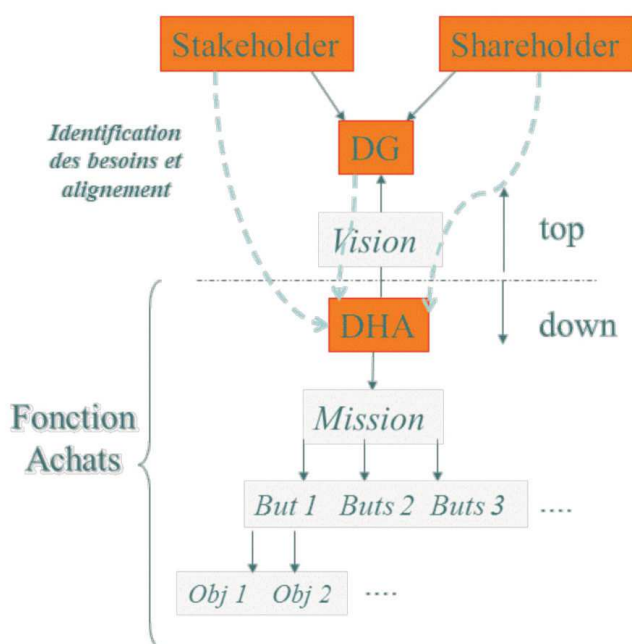 Stakeholder
Shareholder
Identification
des besoins et
alignement
DG
Vision
top
DHA
down
Fonction
Achats
Mission
But 1 Buts 2 Buts 3 ....
Obj 1 Obj 2 ....